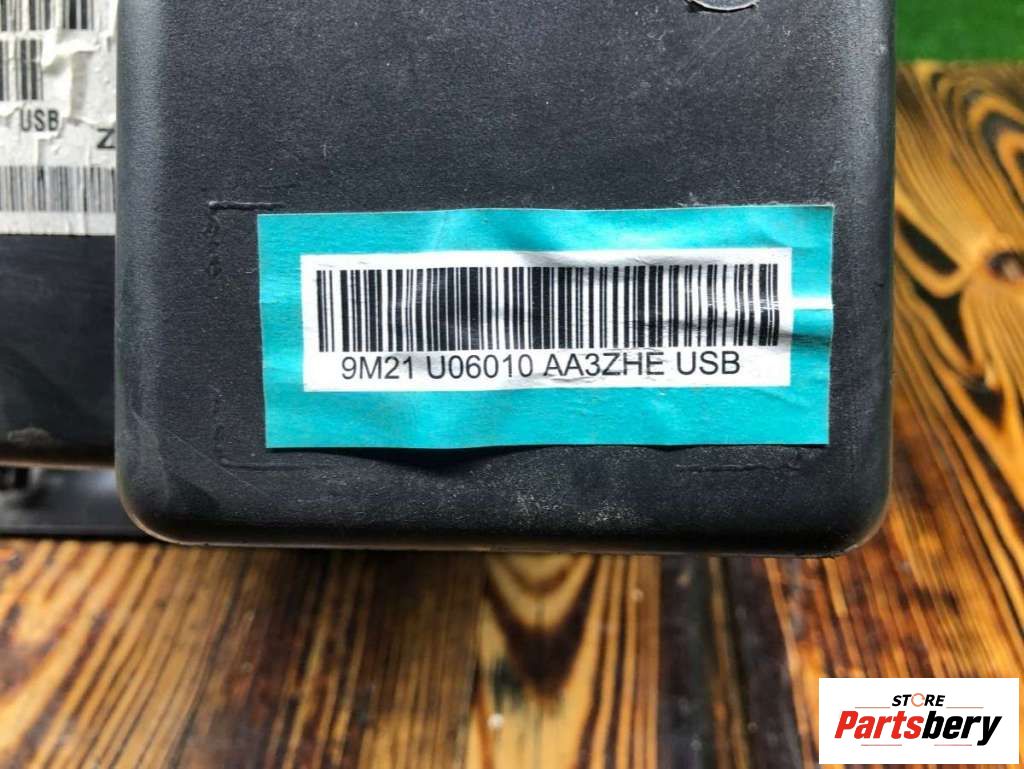 USB
Z
9M21 U06010 AA3ZHE USB
STORE
Partsbery